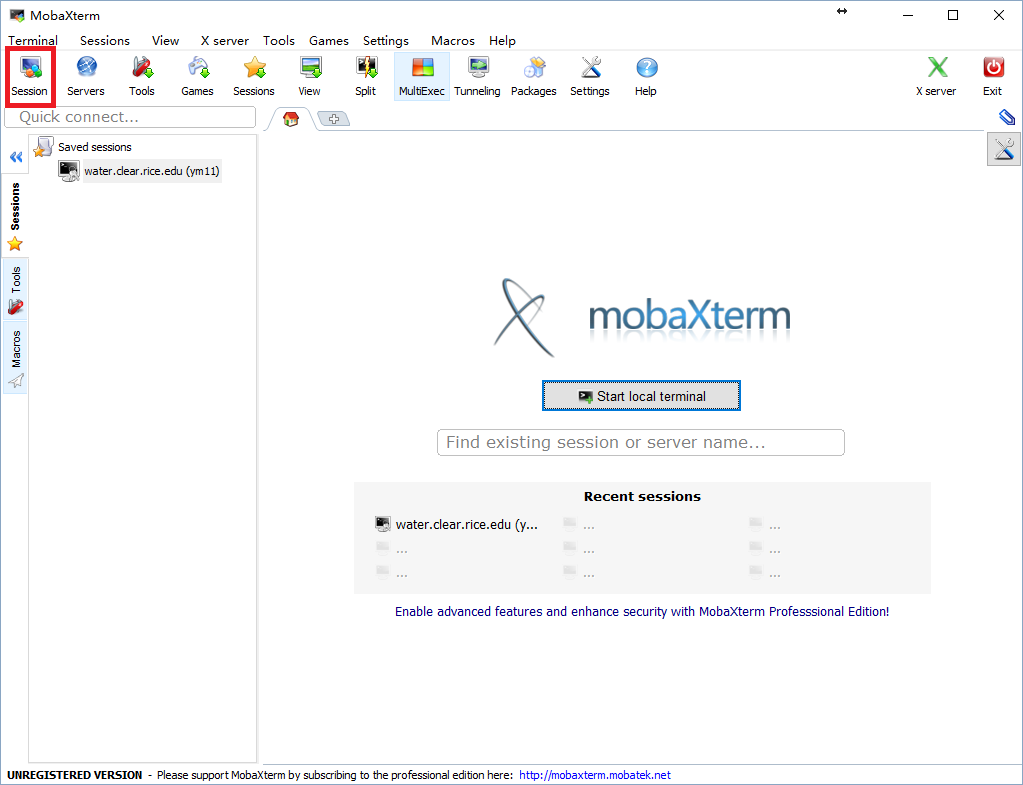 MobaXterm
Terminal Sessions View X server Tools Games Settings Macros Help
Session Servers Tools Games Sessions View Split MultiExec Tunneling Packages Settings Help X server Exit
Quick connect...
Saved sessions
water.clear.rice.edu (ym11)
Sessions
Tools
Macros
mobaXterm
Start local terminal
Find existing session or server name...
Recent sessions
water.clear.rice.edu (y... ... ...
... ... ...
... ... ...
Enable advanced features and enhance security with MobaXterm Professsional Edition!
UNREGISTERED VERSION - Please support MobaXterm by subscribing to the professional edition here: http://mobaxterm.mobatek.net